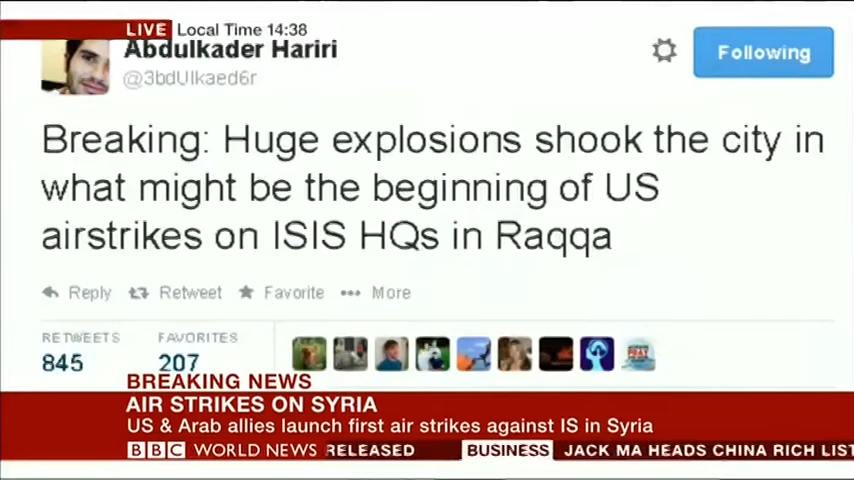 LIVE Local Time 14:38
Abdulkader Hariri
@3bdUlkaed6r
Following
Breaking: Huge explosions shook the city in
what might be the beginning of US
airstrikes on ISIS HQs in Raqqa
Reply Retweet Favorite More
RETWEETS FAVORITES
845 207
BREAKING NEWS
AIR STRIKES ON SYRIA
US & Arab allies launch first air strikes against IS in Syria
BBC WORLD NEWS RELEASED BUSINESS JACK MA HEADS CHINA RICH LIST